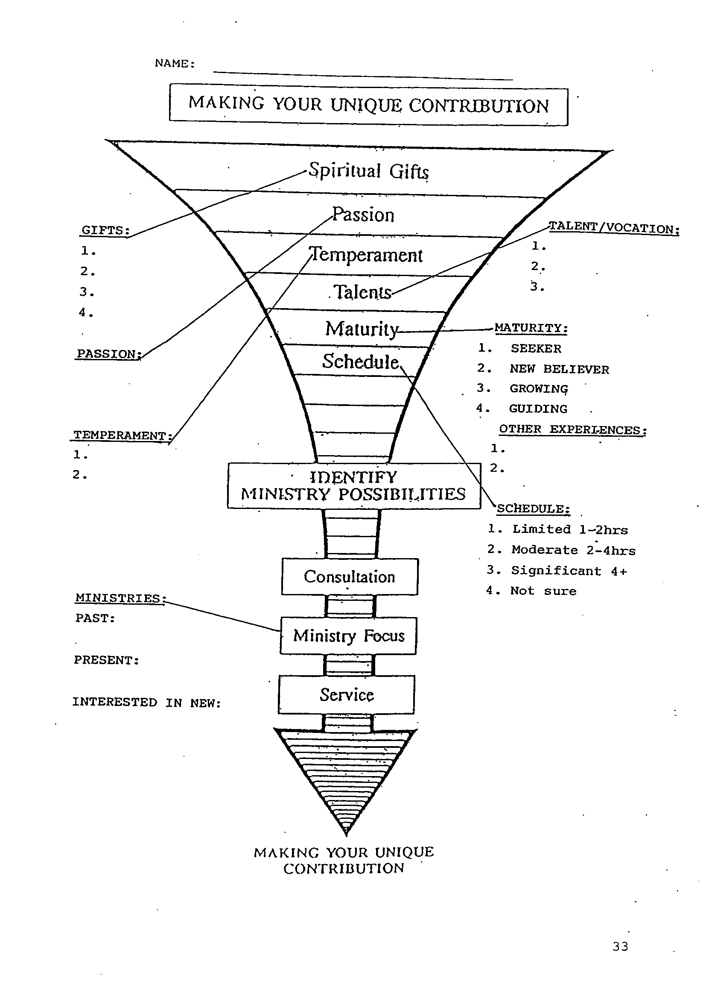 NAME:
MAKING YOUR UNIQUE CONTRIBUTION
Spiritual Gifts
Passion
Temperament
Talents
Maturity
Schedule
GIFTS:
1.
2.
3.
4.
PASSION:
TEMPERAMENT:
1.
2.
TALENT/VOCATION:
1.
2.
3.
MATURITY:
1. SEEKER
2. NEW BELIEVER
3. GROWING
4. GUIDING
OTHER EXPERIENCES:
1.
2.
IDENTIFY
MINISTRY POSSIBILITIES
SCHEDULE:
1. Limited 1-2hrs
2. Moderate 2-4hrs
3. Significant 4+
4. Not sure
Consultation
Ministry Focus
Service
MINISTRIES:
PAST:
PRESENT:
INTERESTED IN NEW:
MAKING YOUR UNIQUE
CONTRIBUTION
33